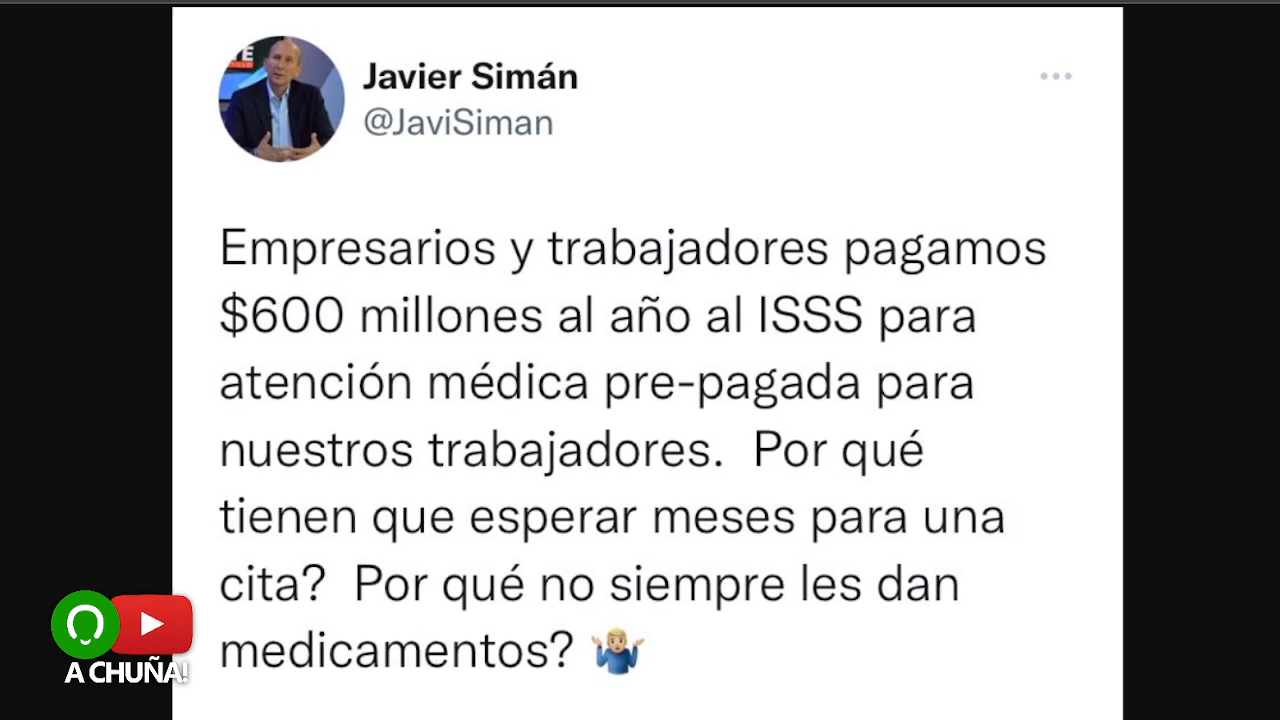 Javier Simán
@JaviSiman
Empresarios y trabajadores pagamos
$600 millones al año al ISSS para
atención médica pre-pagada para
nuestros trabajadores.  Por qué
tienen que esperar meses para una
cita?  Por qué no siempre les dan
medicamentos? 🤷🏼‍♂️
A CHUÑA!